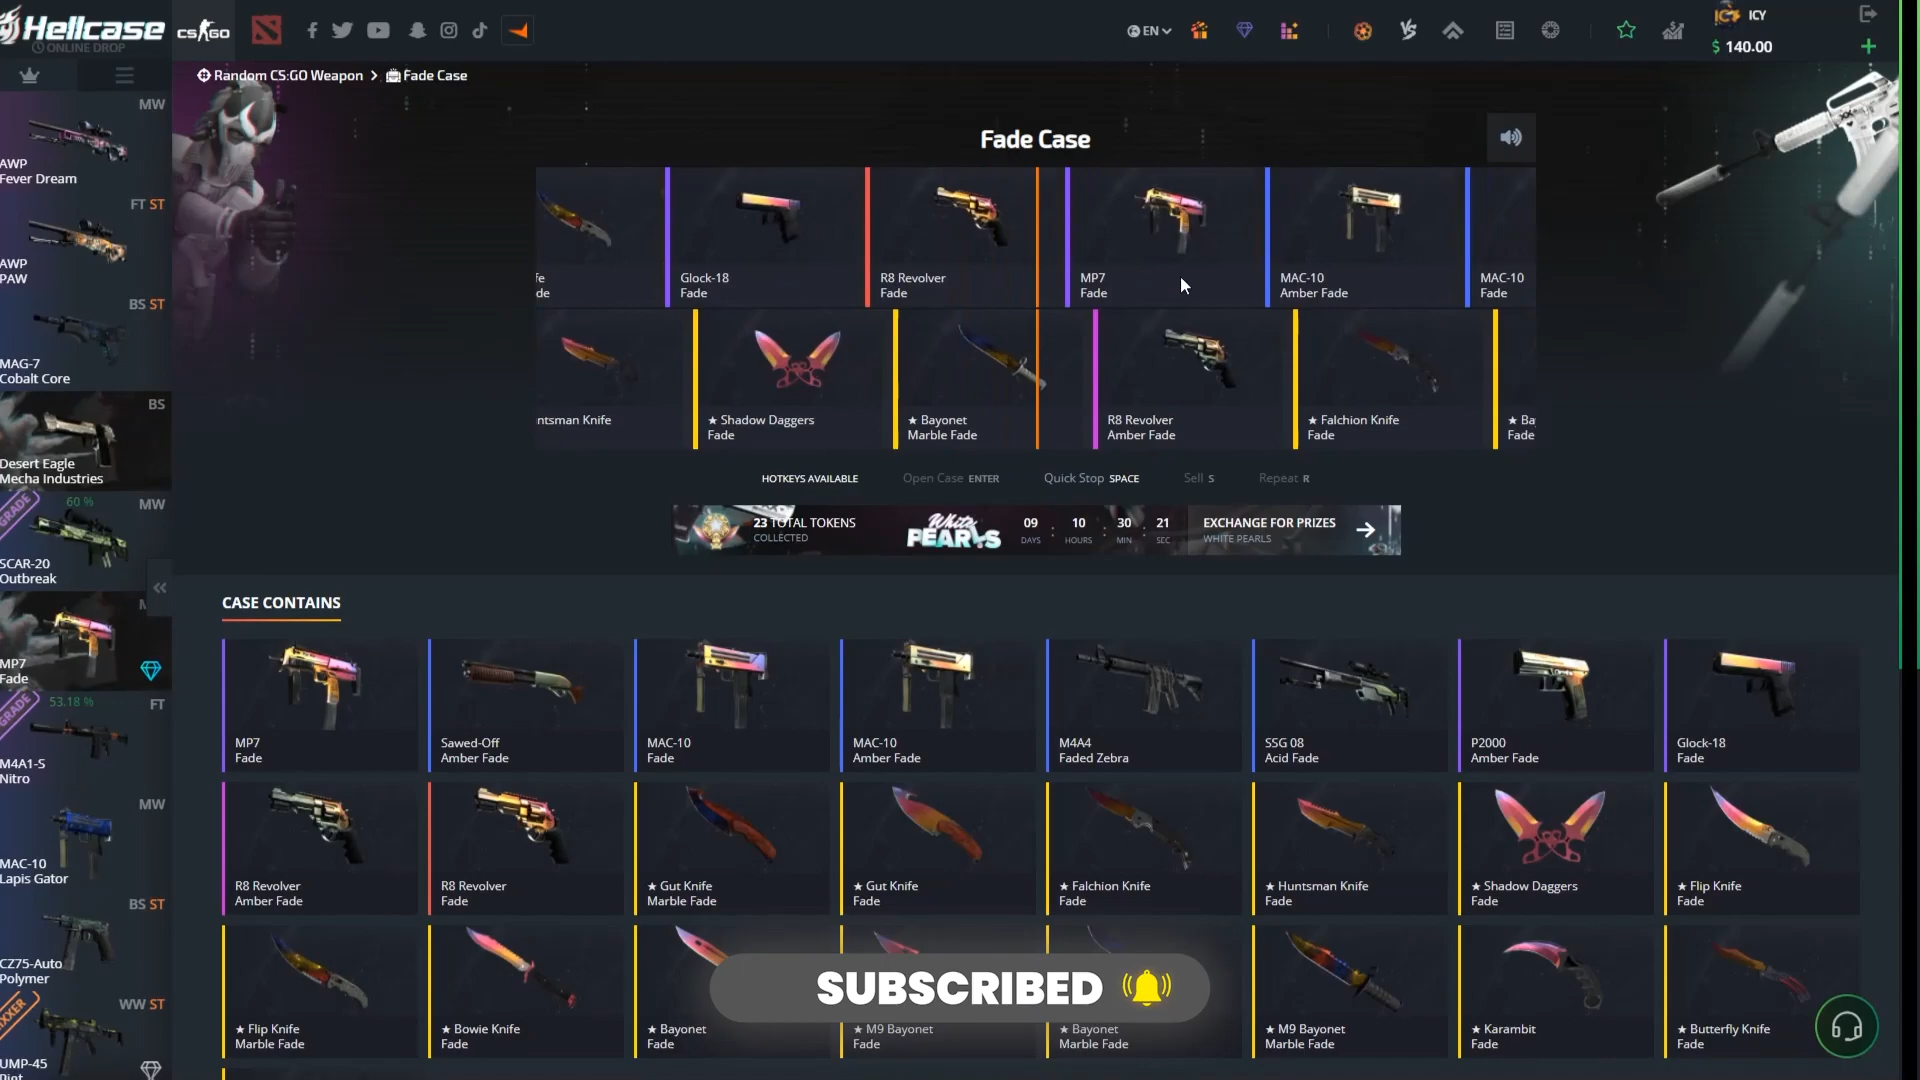 Hellcase
ONLINE DROP
CS:GO
EN
ICY
$ 140.00
Random CS:GO Weapon > Fade Case
MW
AWP
Fever Dream
FT ST
AWP
PAW
BS ST
MAG-7
Cobalt Core
BS
Desert Eagle
Mecha Industries
GRADE
60 %
MW
SCAR-20
Outbreak
MP7
Fade
GRADE
53.18 %
FT
M4A1-S
Nitro
MW
MAC-10
Lapis Gator
BS ST
CZ75-Auto
Polymer
WW ST
UMP-45
Fade Case
fe
de
Glock-18
Fade
R8 Revolver
Fade
MP7
Fade
MAC-10
Amber Fade
MAC-10
Fade
ntsman Knife
★ Shadow Daggers
Fade
★ Bayonet
Marble Fade
R8 Revolver
Amber Fade
★ Falchion Knife
Fade
★ Ba
Fade
HOTKEYS AVAILABLE Open Case ENTER Quick Stop SPACE Sell S Repeat R
23 TOTAL TOKENS
COLLECTED
White
PEARLS
09 : 10 : 30 : 21
DAYS HOURS MIN SEC
EXCHANGE FOR PRIZES
WHITE PEARLS
CASE CONTAINS
MP7
Fade
Sawed-Off
Amber Fade
MAC-10
Fade
MAC-10
Amber Fade
M4A4
Faded Zebra
SSG 08
Acid Fade
P2000
Amber Fade
Glock-18
Fade
R8 Revolver
Amber Fade
R8 Revolver
Fade
★ Gut Knife
Marble Fade
★ Gut Knife
Fade
★ Falchion Knife
Fade
★ Huntsman Knife
Fade
★ Shadow Daggers
Fade
★ Flip Knife
Fade
★ Flip Knife
Marble Fade
★ Bowie Knife
Fade
★ Bayonet
Fade
★ M9 Bayonet
Fade
★ Bayonet
Marble Fade
★ M9 Bayonet
Marble Fade
★ Karambit
Fade
★ Butterfly Knife
Fade
SUBSCRIBED